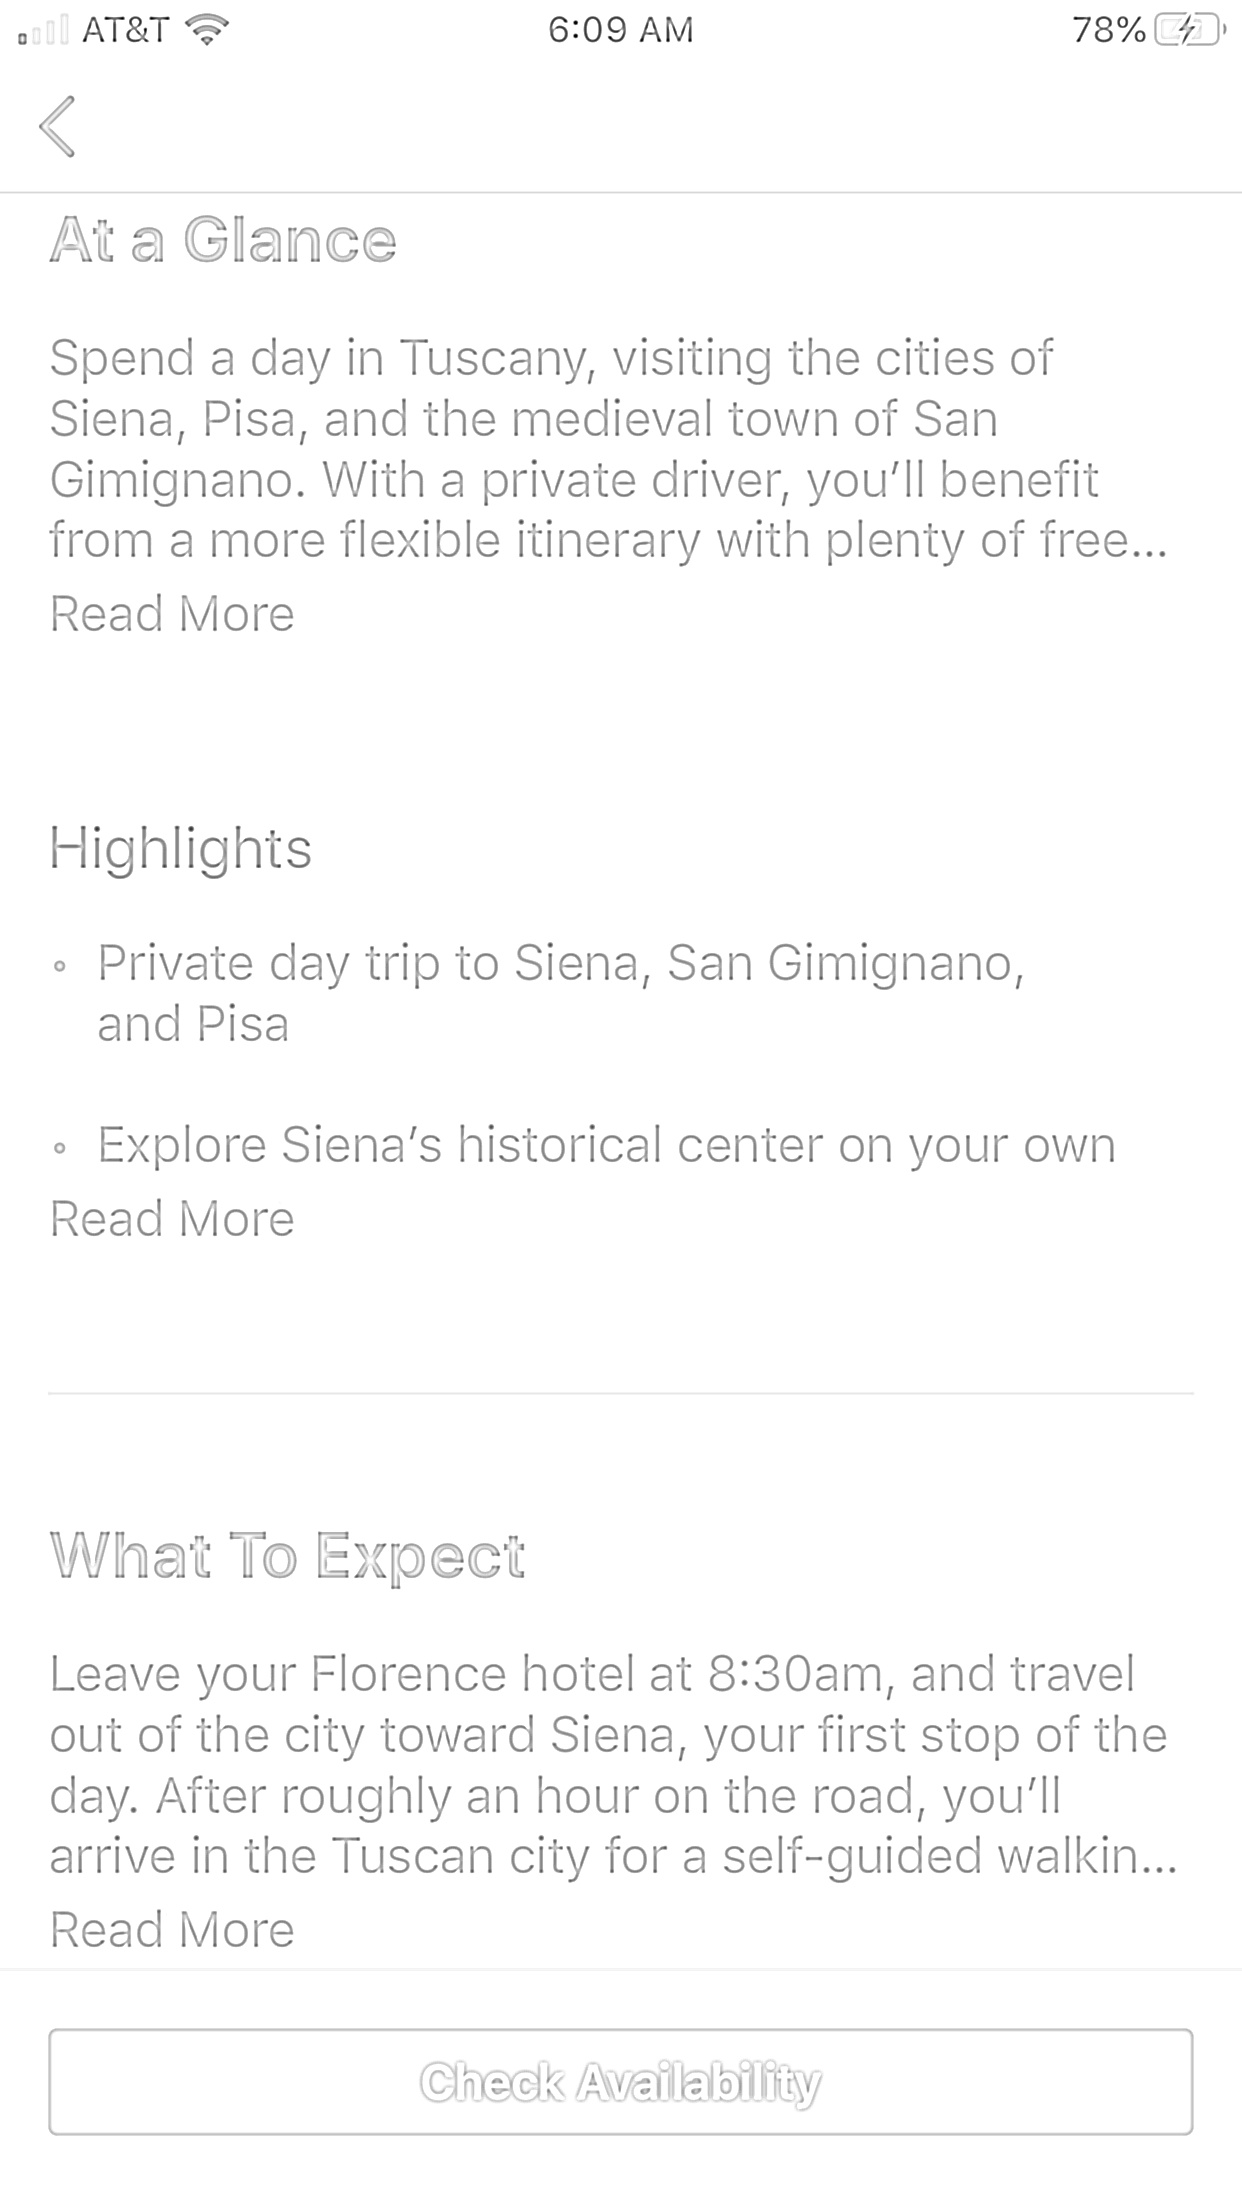 AT&T 6:09 AM 78%
At a Glance
Spend a day in Tuscany, visiting the cities of
Siena, Pisa, and the medieval town of San
Gimignano. With a private driver, you’ll benefit
from a more flexible itinerary with plenty of free...
Read More
Highlights
• Private day trip to Siena, San Gimignano,
and Pisa
• Explore Siena’s historical center on your own
Read More
What To Expect
Leave your Florence hotel at 8:30am, and travel
out of the city toward Siena, your first stop of the
day. After roughly an hour on the road, you’ll
arrive in the Tuscan city for a self-guided walkin...
Read More
Check Availability